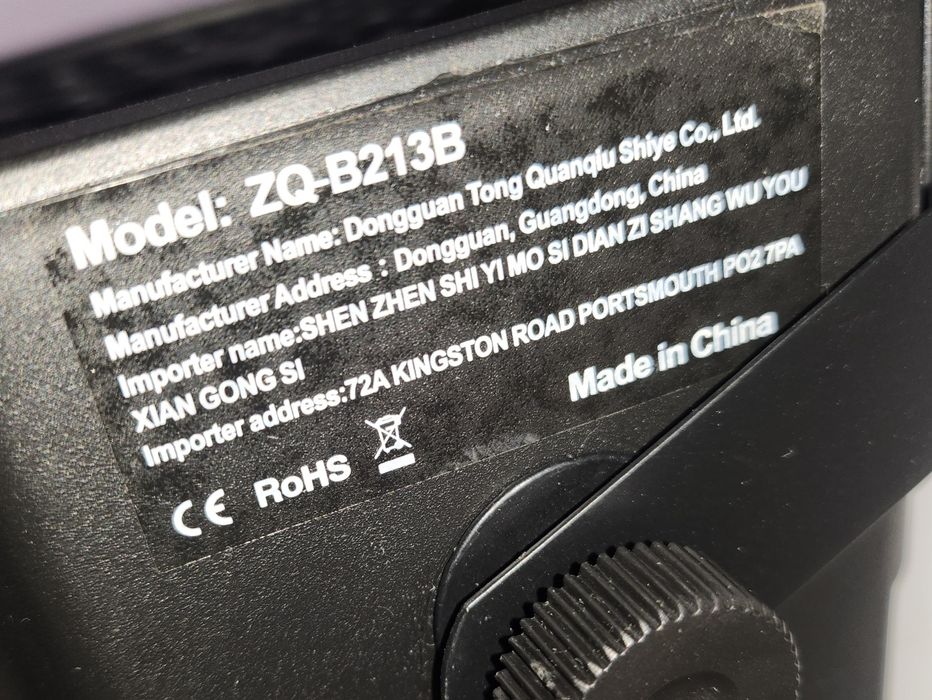 Model: ZQ-B213B
Manufacturer Name: Dongguan Tong Quanqiu Shiye Co., Ltd.
Manufacturer Address : Dongguan, Guangdong, China
Importer name:SHEN ZHEN SHI YI MO SI DIAN ZI SHANG WU YOU
XIAN GONG SI
Importer address:72A KINGSTON ROAD PORTSMOUTH PO2 7PA
Made in China
CE RoHS